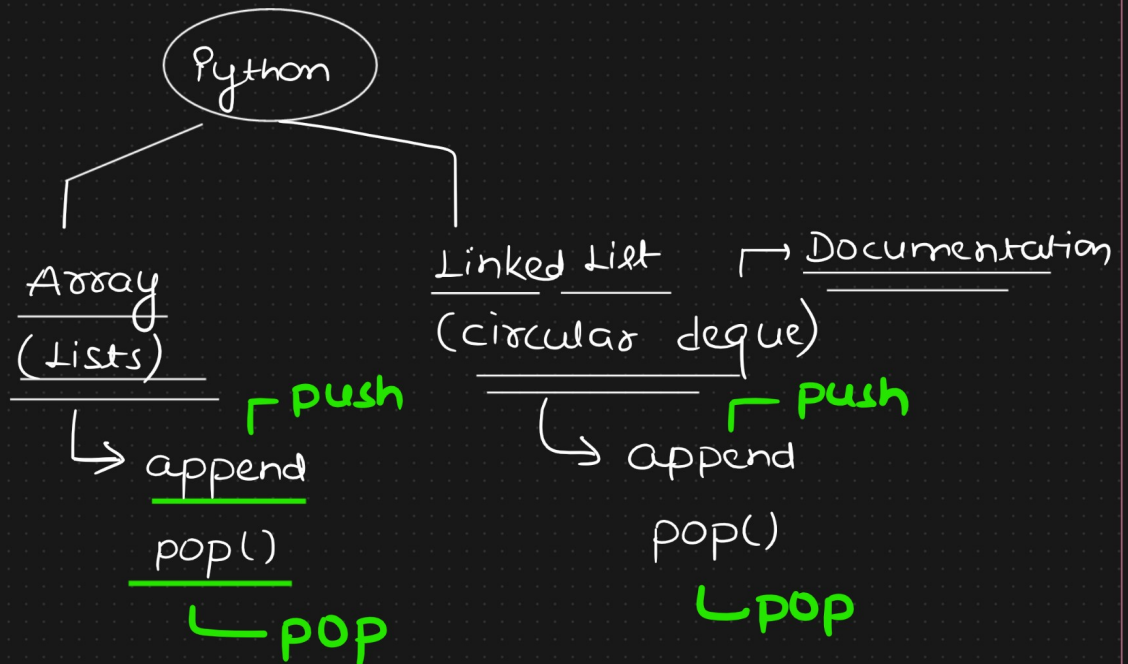 Python
Array
(Lists)
push
append
pop()
pop
Linked List
Documentation
(circular deque)
push
append
pop()
pop